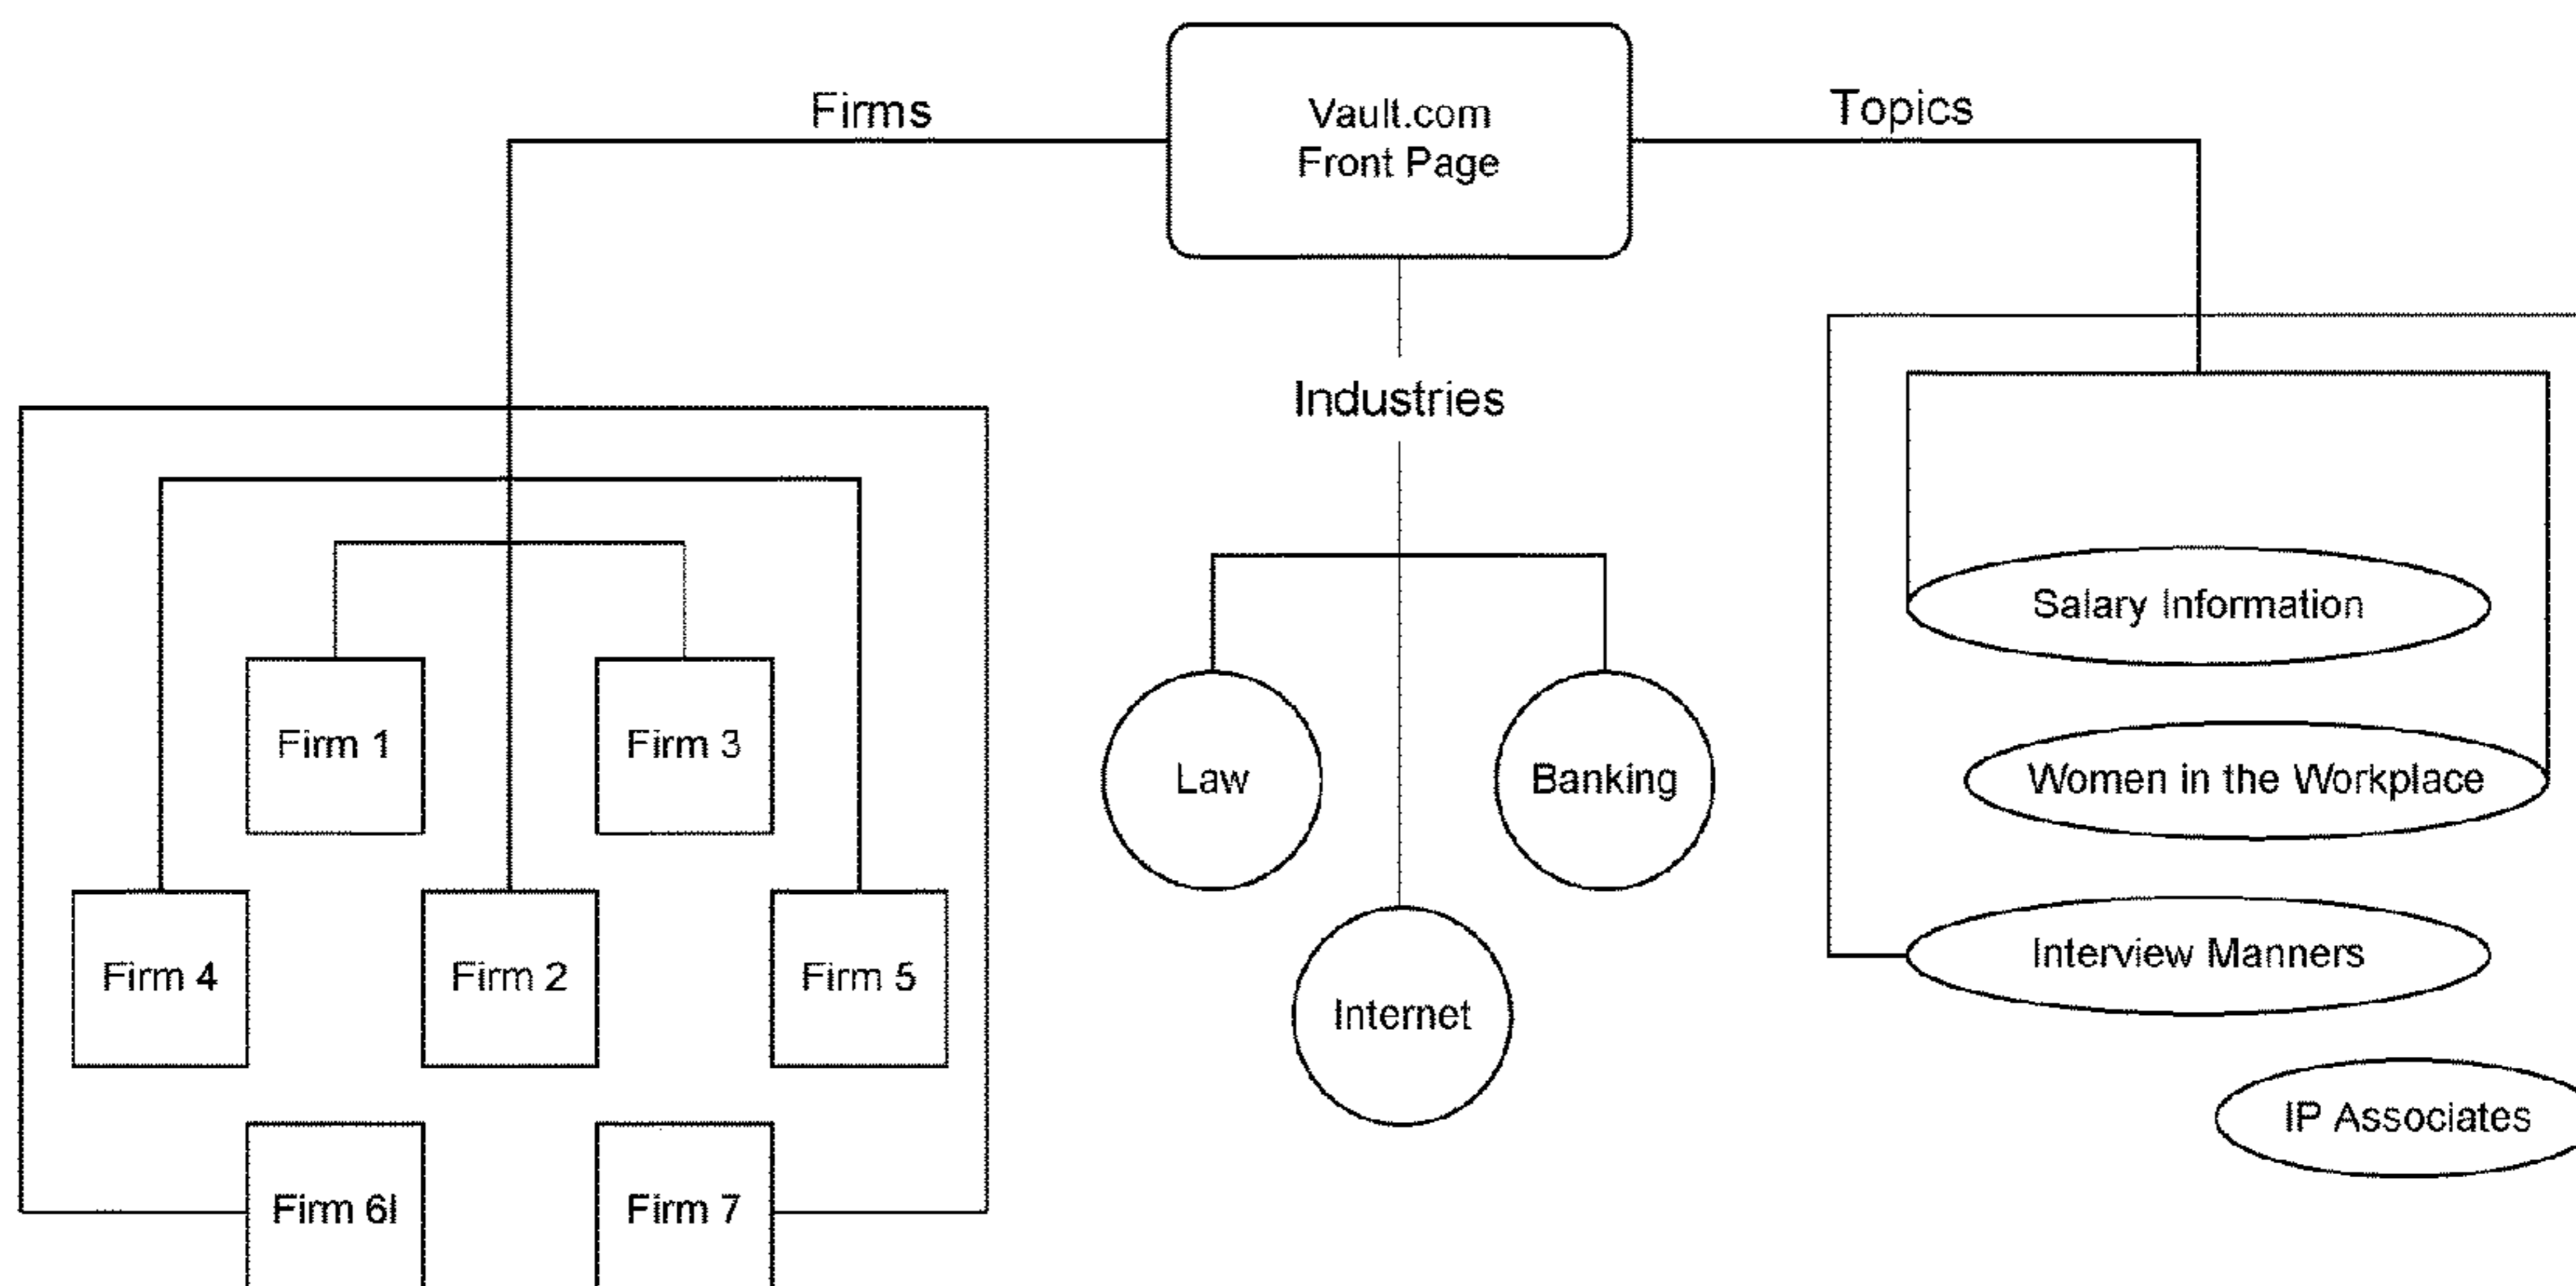 Vault.com
Front Page
Firms
Topics
Industries
Salary Information
Firm 1
Firm 3
Law
Banking
Women in the Workplace
Firm 4
Firm 2
Firm 5
Interview Manners
Internet
IP Associates
Firm 6l
Firm 7